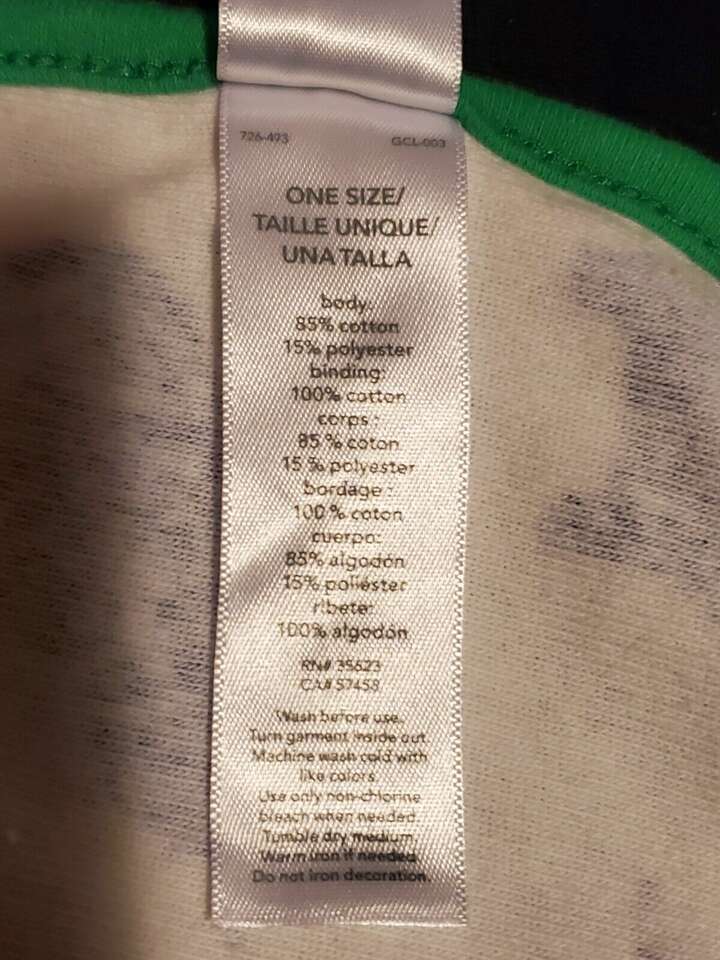 726-493 GCL-003
ONE SIZE/
TAILLE UNIQUE/
UNA TALLA
body:
85% cotton
15% polyester
binding:
100% cotton
corps :
85 % coton
15 % polyester
bordage :
100 % coton
cuerpo:
85% algodón
15% poliéster
ribete:
100% algodón
RN# 35623
CA# 57458
Wash before use.
Turn garment inside out.
Machine wash cold with
like colors.
Use only non-chlorine
bleach when needed.
Tumble dry medium.
Warm iron if needed.
Do not iron decoration.